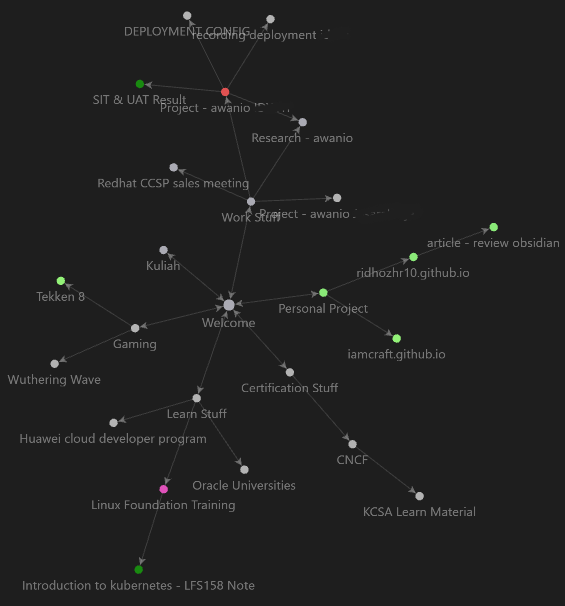 DEPLOYMENT CONFIG
recording deployment
SIT & UAT Result
Project - awanio
Research - awanio
Redhat CCSP sales meeting
Work Stuff
Project - awanio
article - review obsidian
Kuliah
ridhozhr10.github.io
Tekken 8
Personal Project
Welcome
Gaming
iamcraft.github.io
Wuthering Wave
Certification Stuff
Learn Stuff
Huawei cloud developer program
CNCF
Oracle Universities
Linux Foundation Training
KCSA Learn Material
Introduction to kubernetes - LFS158 Note